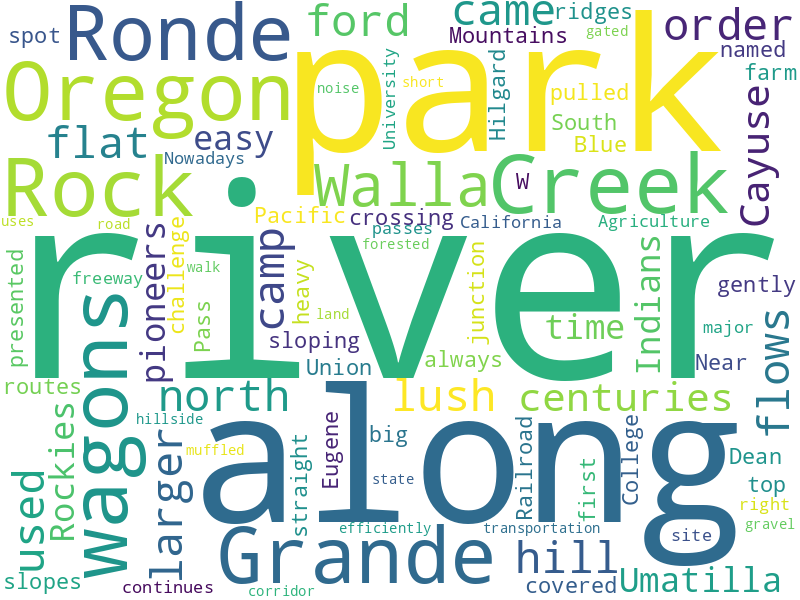 spot
Ronde
ford
came
ridges
Mountains
gated
order
named
Oregon
park
noise
short
University
Hilgard
pulled
farm
flat
easy
Nowadays
South
Blue
Cayuse
Rock
Walla
Creek
W
uses
road
Pacific
crossing
passes
California
Agriculture
forested
river
presented
freeway
pioneers
challenge
Pass
walk
camp
heavy
land
junction
time
Indians
gently
major
sloping
Union
always
Near
wagons
routes
north
lush
centuries
flows
hillside
along
Rockies
used
larger
muffled
straight
Eugene
big
state
Railroad
first
College
Dean
top
right
gravel
efficiently
transportation
site
slopes
continues
Grande
corridor
hill
covered
Umatilla